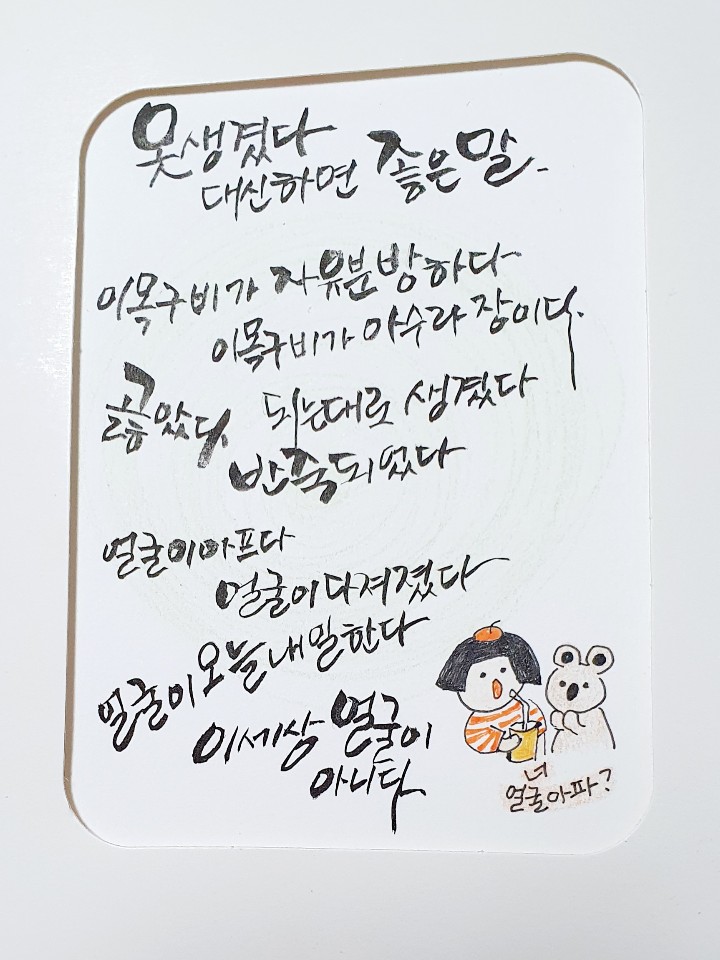 못생겼다
대신하면 좋은 말.
이목구비가 자유분방하다
이목구비가 아수라 장이다.
곯았다. 되는대로 생겼다
반죽되었다
얼굴이 아프다
얼굴이 다져졌다
얼굴이 오늘 내일한다
이세상 얼굴이
아니다.
너
얼굴아파?